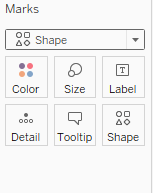 Marks
Shape
Color Size Label
Detail Tooltip Shape